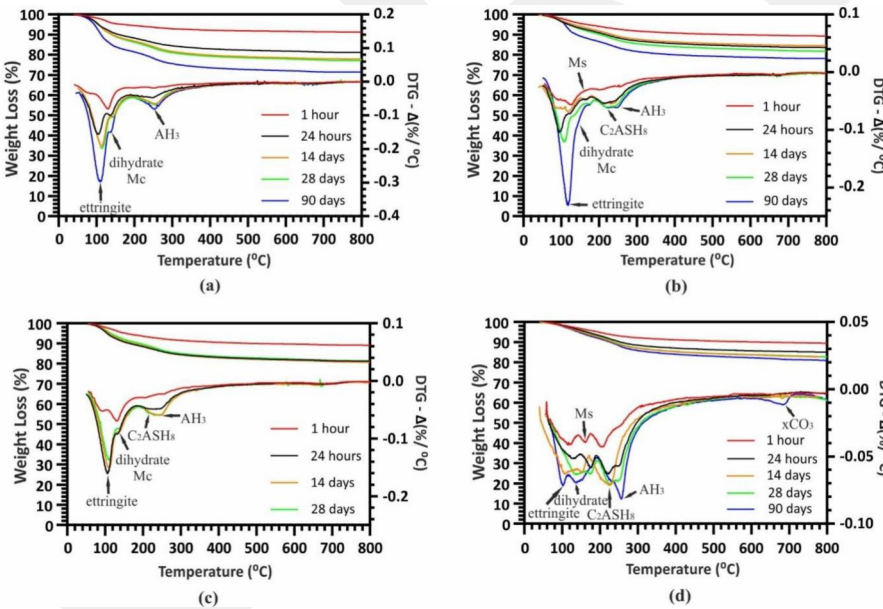 100
90
80
70
60
50
40
30
20
10
0
Weight Loss (%)
0.2
0.1
0.0
-0.1
-0.2
-0.3
-0.4
DTG - Δ(%/ºC)
1 hour
24 hours
14 days
28 days
90 days
AH₃
dihydrate
Mc
ettringite
0 100 200 300 400 500 600 700 800
Temperature (ºC)
(a)
100
90
80
70
60
50
40
30
20
10
0
Weight Loss (%)
0.1
0.0
-0.1
-0.2
DTG - Δ(%/ºC)
Ms
AH₃
C₂ASH₈
dihydrate
Mc
ettringite
1 hour
24 hours
14 days
28 days
90 days
0 100 200 300 400 500 600 700 800
Temperature (ºC)
(b)
100
90
80
70
60
50
40
30
20
10
0
Weight Loss (%)
0.1
0.0
-0.1
-0.2
DTG - Δ(%/ºC)
AH₃
C₂ASH₈
dihydrate
Mc
ettringite
1 hour
24 hours
14 days
28 days
0 100 200 300 400 500 600 700 800
Temperature (ºC)
(c)
100
90
80
70
60
50
40
30
20
10
0
Weight Loss (%)
0.05
0.00
-0.05
-0.10
Ms
xCO₃
AH₃
dihydrate
ettringite
C₂ASH₈
1 hour
24 hours
14 days
28 days
90 days
0 100 200 300 400 500 600 700 800
Temperature (ºC)
(d)